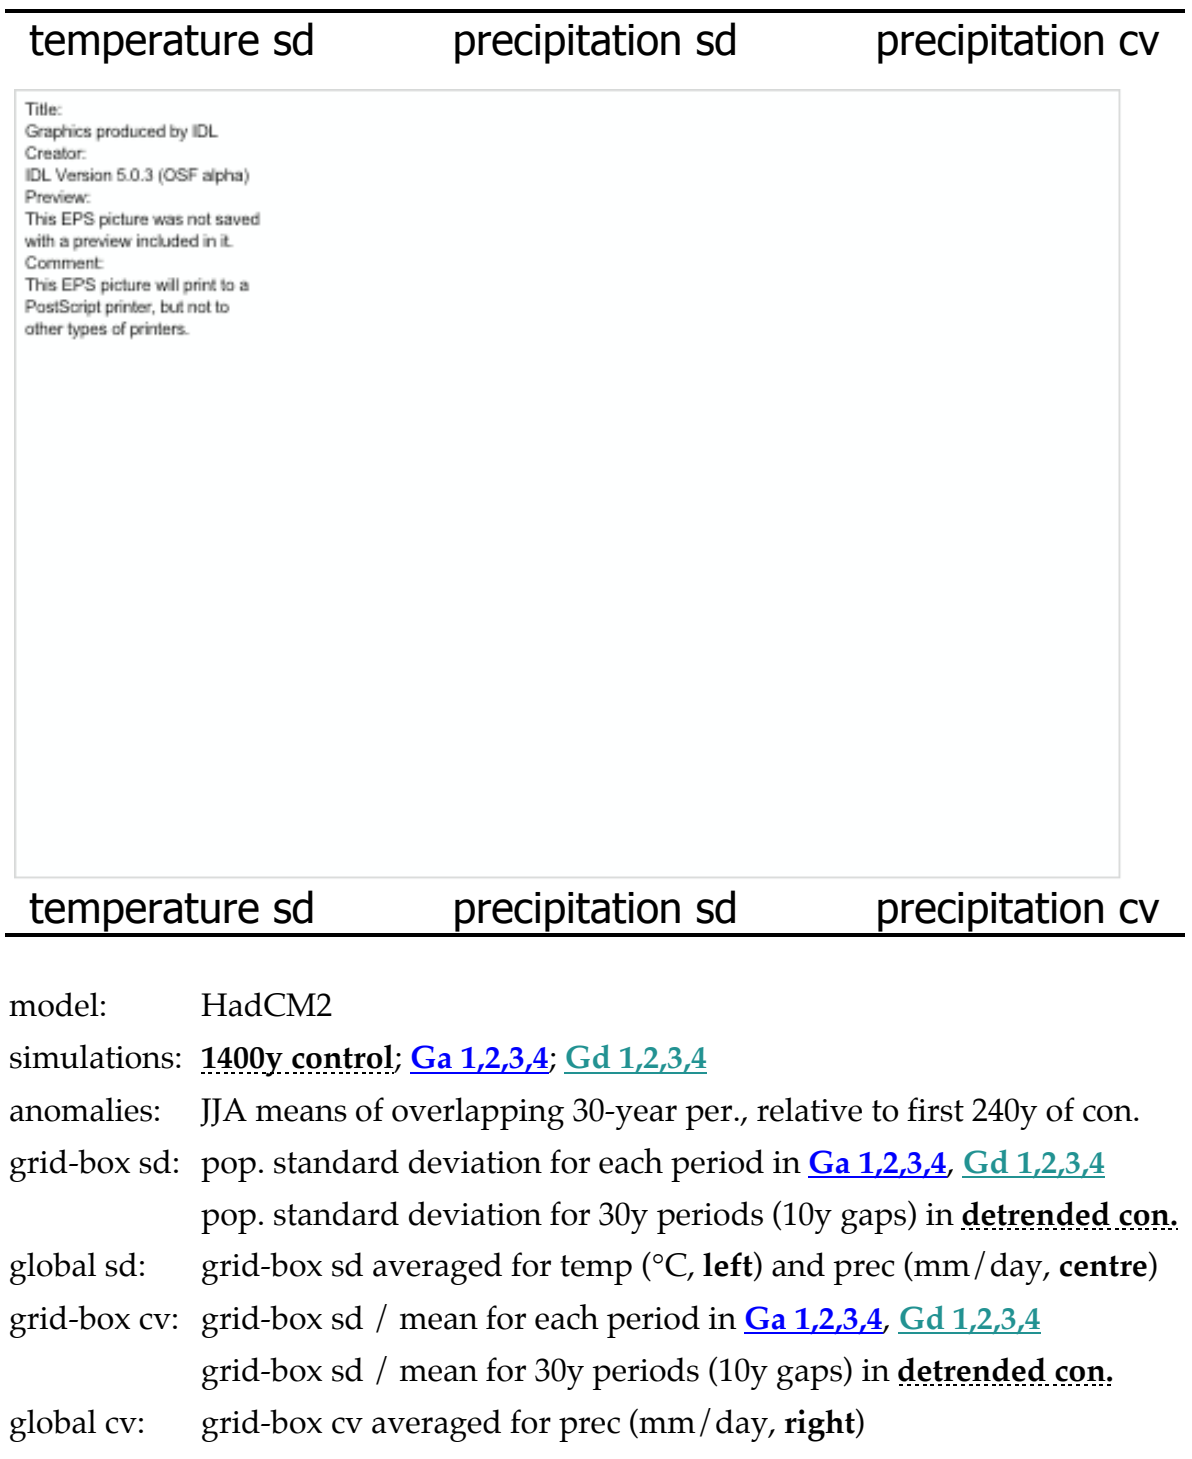 temperature sd precipitation sd precipitation cv
Title:
Graphics produced by IDL
Creator:
IDL Version 5.0.3 (OSF alpha)
Preview:
This EPS picture was not saved
with a preview included in it.
Comment:
This EPS picture will print to a
PostScript printer, but not to
other types of printers.
temperature sd precipitation sd precipitation cv
model: HadCM2
simulations: 1400y control; Ga 1,2,3,4; Gd 1,2,3,4
anomalies: JJA means of overlapping 30-year per., relative to first 240y of con.
grid-box sd: pop. standard deviation for each period in Ga 1,2,3,4, Gd 1,2,3,4
pop. standard deviation for 30y periods (10y gaps) in detrended con.
global sd: grid-box sd averaged for temp (°C, left) and prec (mm/day, centre)
grid-box cv: grid-box sd / mean for each period in Ga 1,2,3,4, Gd 1,2,3,4
grid-box sd / mean for 30y periods (10y gaps) in detrended con.
global cv: grid-box cv averaged for prec (mm/day, right)